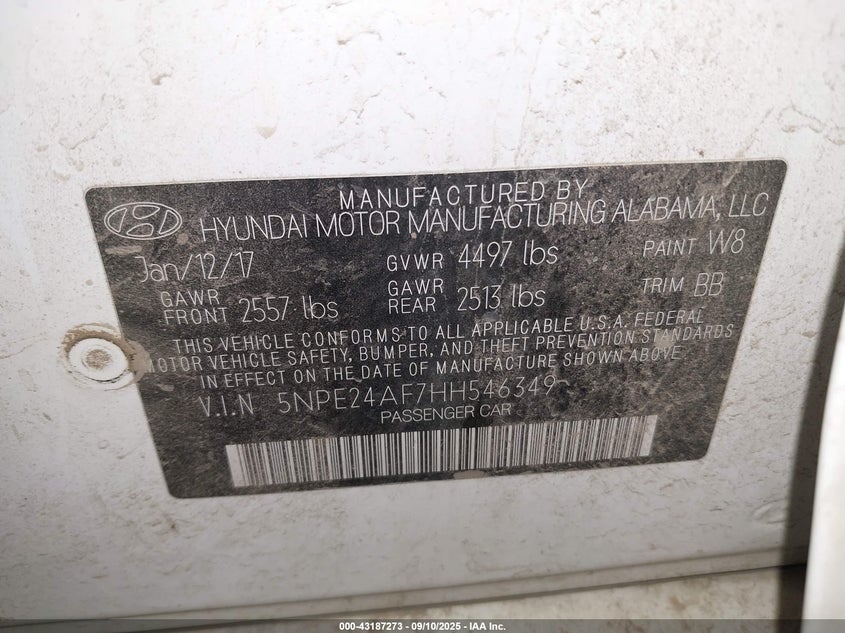 MANUFACTURED BY
HYUNDAI MOTOR MANUFACTURING ALABAMA, LLC
Jan/12/17 GVWR 4497 lbs PAINT W8
GAWR FRONT 2557 lbs GAWR REAR 2513 lbs TRIM BB
THIS VEHICLE CONFORMS TO ALL APPLICABLE U.S.A. FEDERAL
MOTOR VEHICLE SAFETY, BUMPER, AND THEFT PREVENTION STANDARDS
IN EFFECT ON THE DATE OF MANUFACTURE SHOWN ABOVE
V.I.N 5NPE24AF7HH546349
PASSENGER CAR
000-43187273 - 09/10/2025 - IAA Inc.